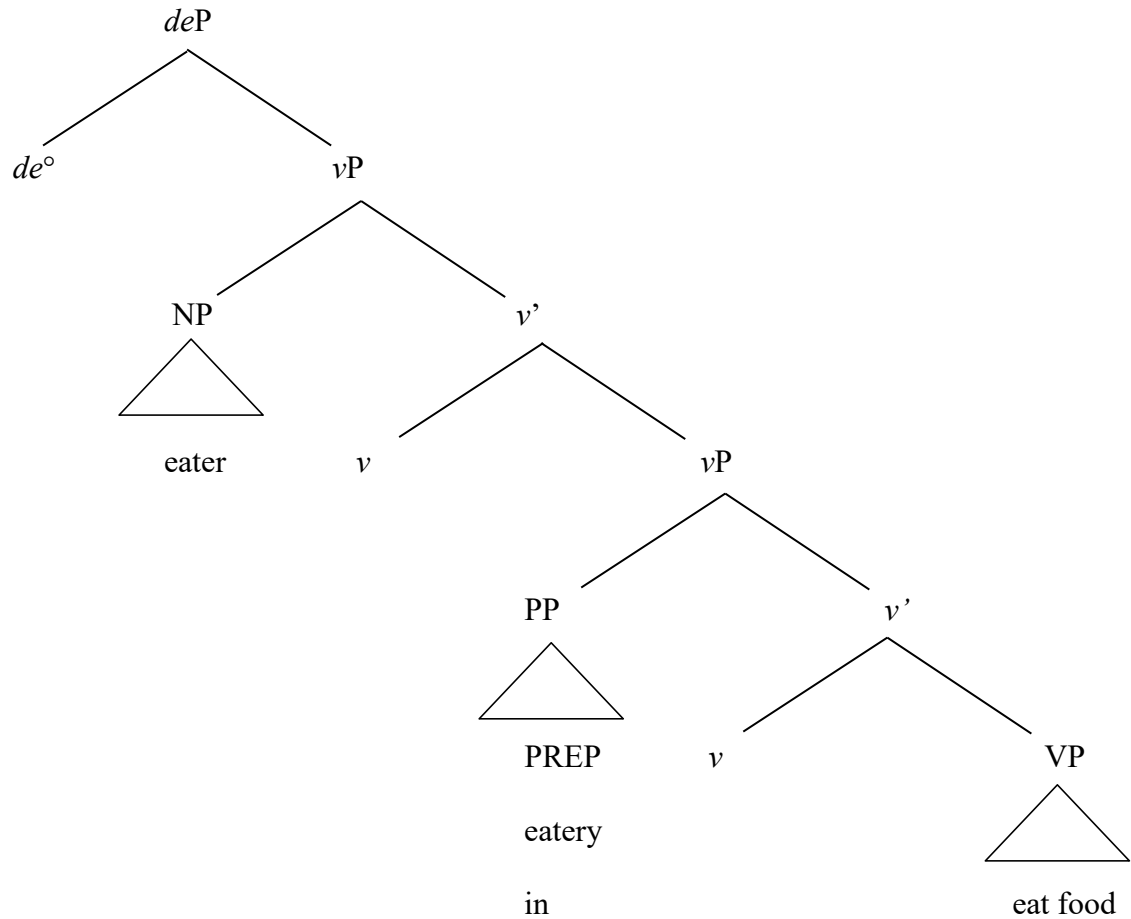 deP
de° vP
NP v’
eater v vP
PP v’
PREP v VP
eatery
in eat food